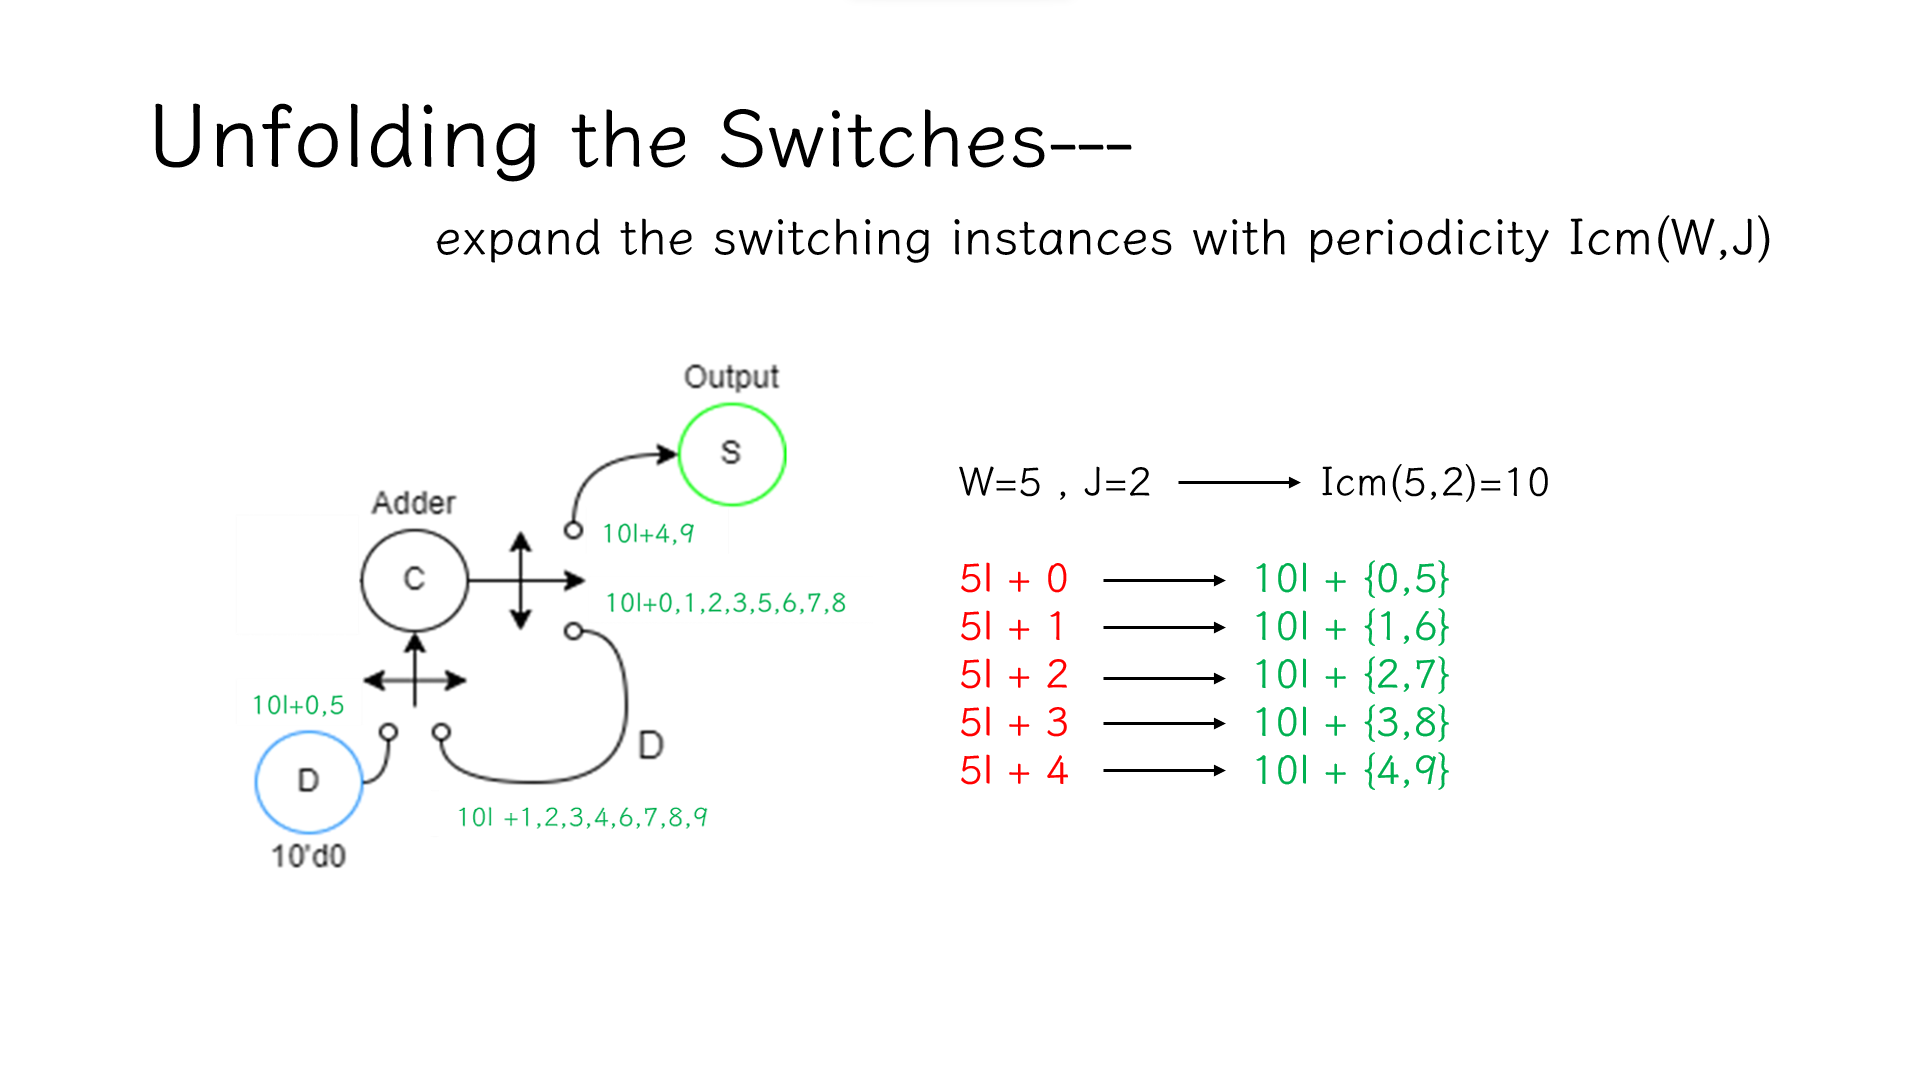 Unfolding the Switches---
expand the switching instances with periodicity Icm(W,J)
Output
S
Adder
C
10l+4,9
10l+0,1,2,3,5,6,7,8
10l+0,5
D
10'd0
D
10l +1,2,3,4,6,7,8,9
W=5 , J=2 Icm(5,2)=10
5l + 0 10l + {0,5}
5l + 1 10l + {1,6}
5l + 2 10l + {2,7}
5l + 3 10l + {3,8}
5l + 4 10l + {4,9}